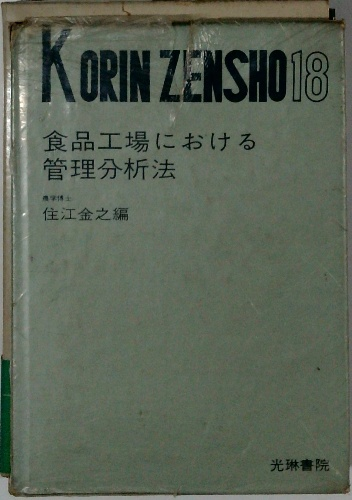 KORIN ZENSHO 18
食品工場における
管理分析法
農学博士
住江金之編
光琳書院